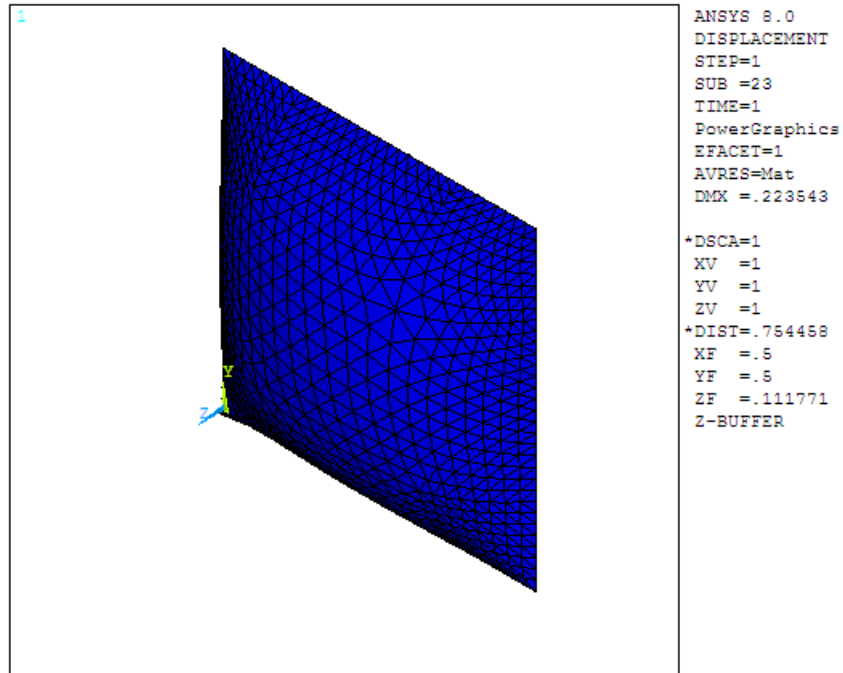 1
ANSYS 8.0
DISPLACEMENT
STEP=1
SUB =23
TIME=1
PowerGraphics
EFACET=1
AVRES=Mat
DMX =.223543
*DSCA=1
XV =1
YV =1
ZV =1
*DIST=.754458
XF =.5
YF =.5
ZF =.111771
Z-BUFFER
Y
Z